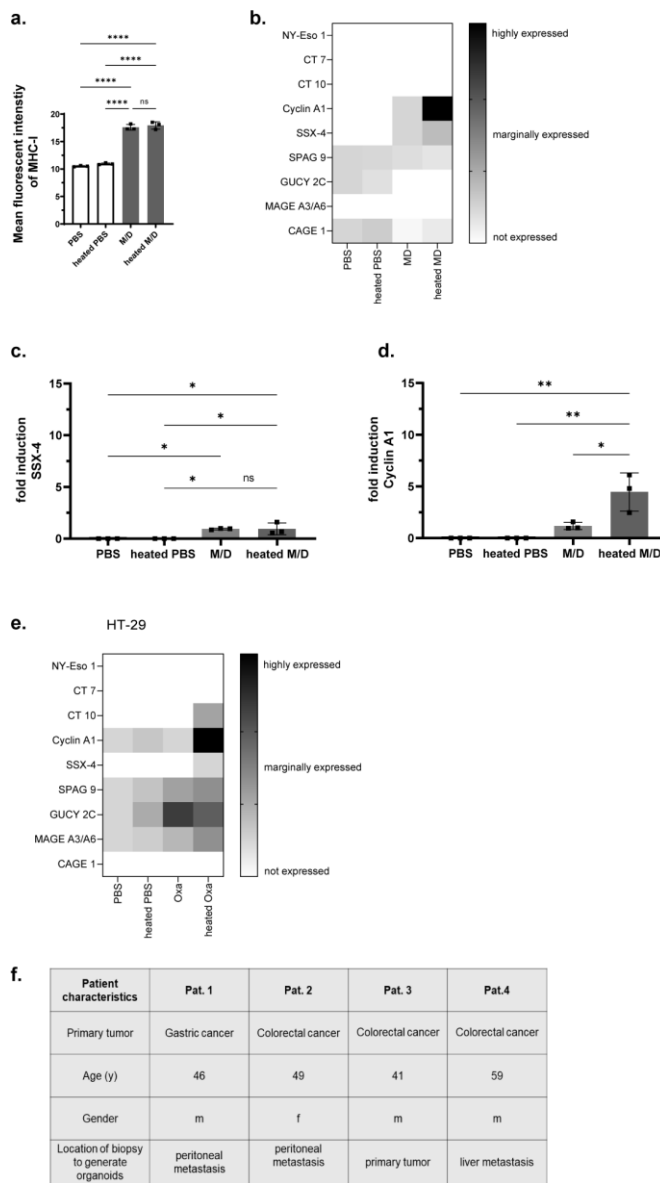 a.
****
****
****
****
ns
Mean fluorescent intenstiy
of MHC-I
20
15
10
5
0
PBS
heated PBS
M/D
heated M/D
b.
NY-Eso 1
CT 7
CT 10
Cyclin A1
SSX-4
SPAG 9
GUCY 2C
MAGE A3/A6
CAGE 1
PBS
heated PBS
MD
heated MD
highly expressed
marginally expressed
not expressed
c.
*
*
*
*
ns
fold induction
SSX-4
15
10
5
0
PBS
heated PBS
M/D
heated M/D
d.
**
**
*
fold induction
Cyclin A1
15
10
5
0
PBS
heated PBS
M/D
heated M/D
e.
HT-29
NY-Eso 1
CT 7
CT 10
Cyclin A1
SSX-4
SPAG 9
GUCY 2C
MAGE A3/A6
CAGE 1
PBS
heated PBS
Oxa
heated Oxa
highly expressed
marginally expressed
not expressed
f.
Patient characteristics Pat. 1 Pat. 2 Pat. 3 Pat.4
Primary tumor Gastric cancer Colorectal cancer Colorectal cancer Colorectal cancer
Age (y) 46 49 41 59
Gender m f m m
Location of biopsy to generate organoids peritoneal metastasis peritoneal metastasis primary tumor liver metastasis